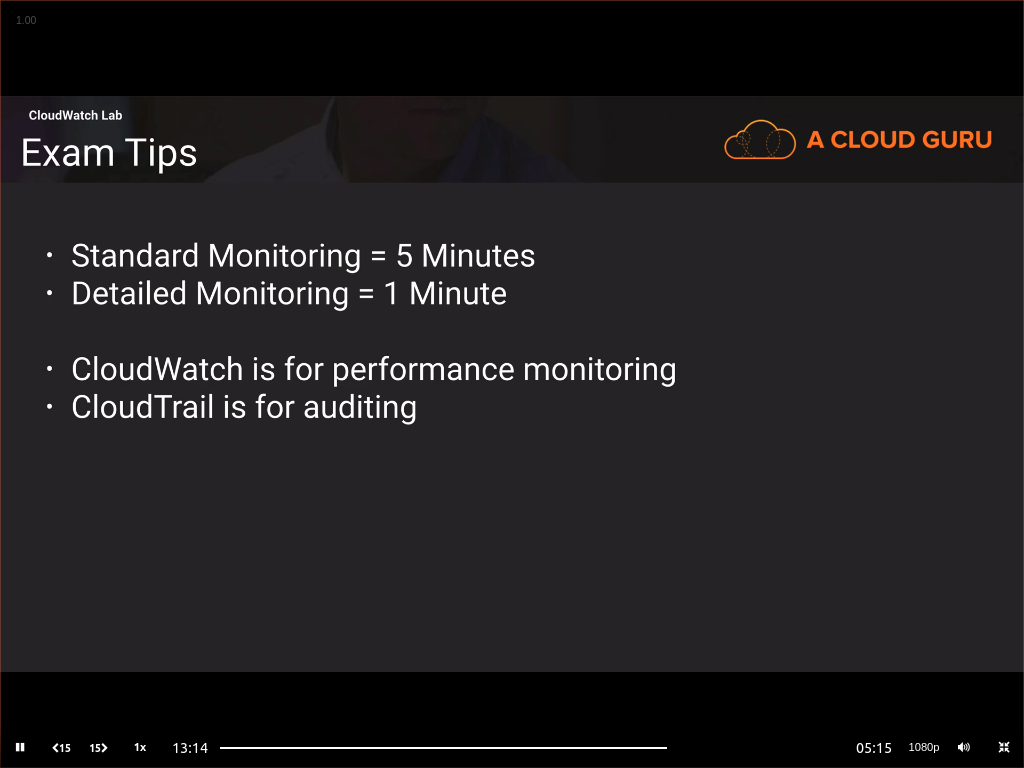 1.00
CloudWatch Lab
Exam Tips
A CLOUD GURU
· Standard Monitoring = 5 Minutes
· Detailed Monitoring = 1 Minute
· CloudWatch is for performance monitoring
· CloudTrail is for auditing
15 15 1x 13:14 05:15 1080p